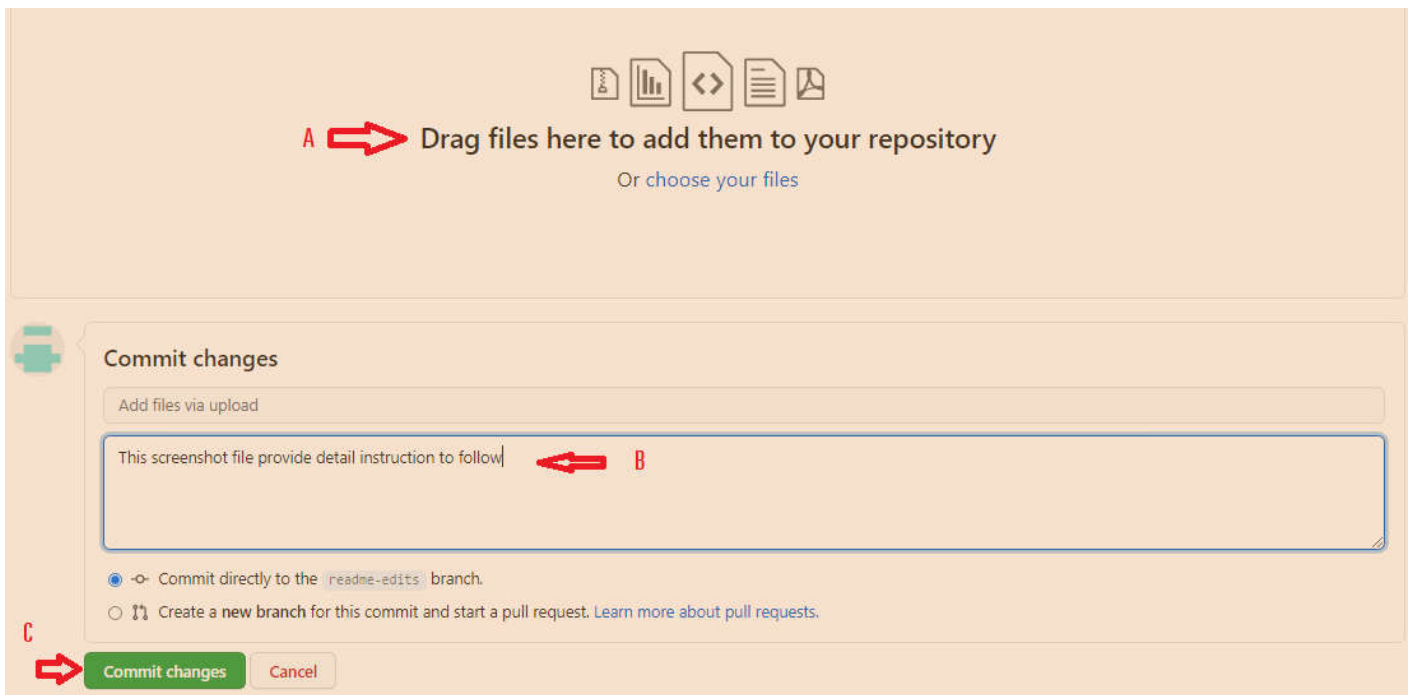 A Drag files here to add them to your repository
Or choose your files
Commit changes
Add files via upload
This screenshot file provide detail instruction to follow B
Commit directly to the readme-edits branch.
Create a new branch for this commit and start a pull request. Learn more about pull requests.
C
Commit changes Cancel